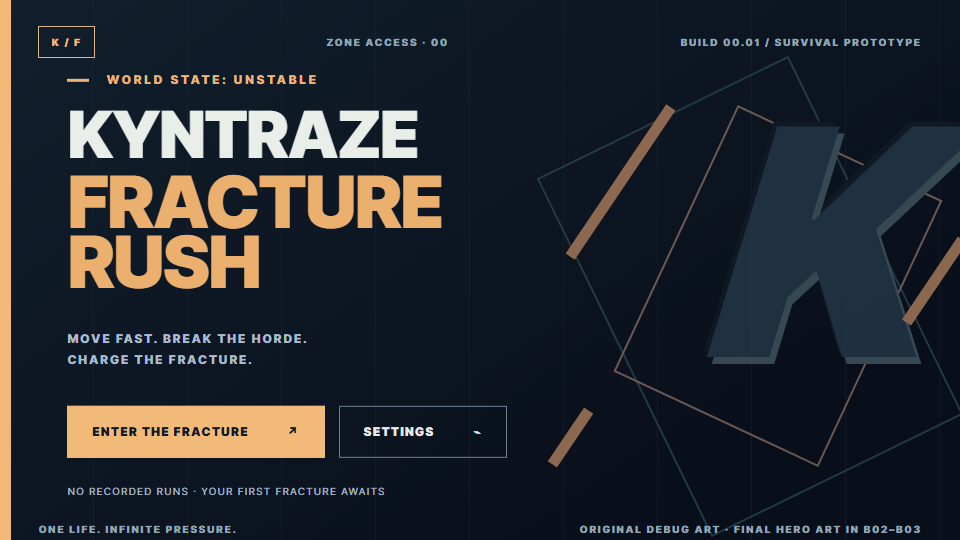 K / F
ZONE ACCESS · 00
BUILD 00.01 / SURVIVAL PROTOTYPE
WORLD STATE: UNSTABLE
KYNTRAZE
FRACTURE
RUSH
K
MOVE FAST. BREAK THE HORDE.
CHARGE THE FRACTURE.
ENTER THE FRACTURE ↗
SETTINGS
NO RECORDED RUNS · YOUR FIRST FRACTURE AWAITS
ONE LIFE. INFINITE PRESSURE.
ORIGINAL DEBUG ART · FINAL HERO ART IN B02–B03